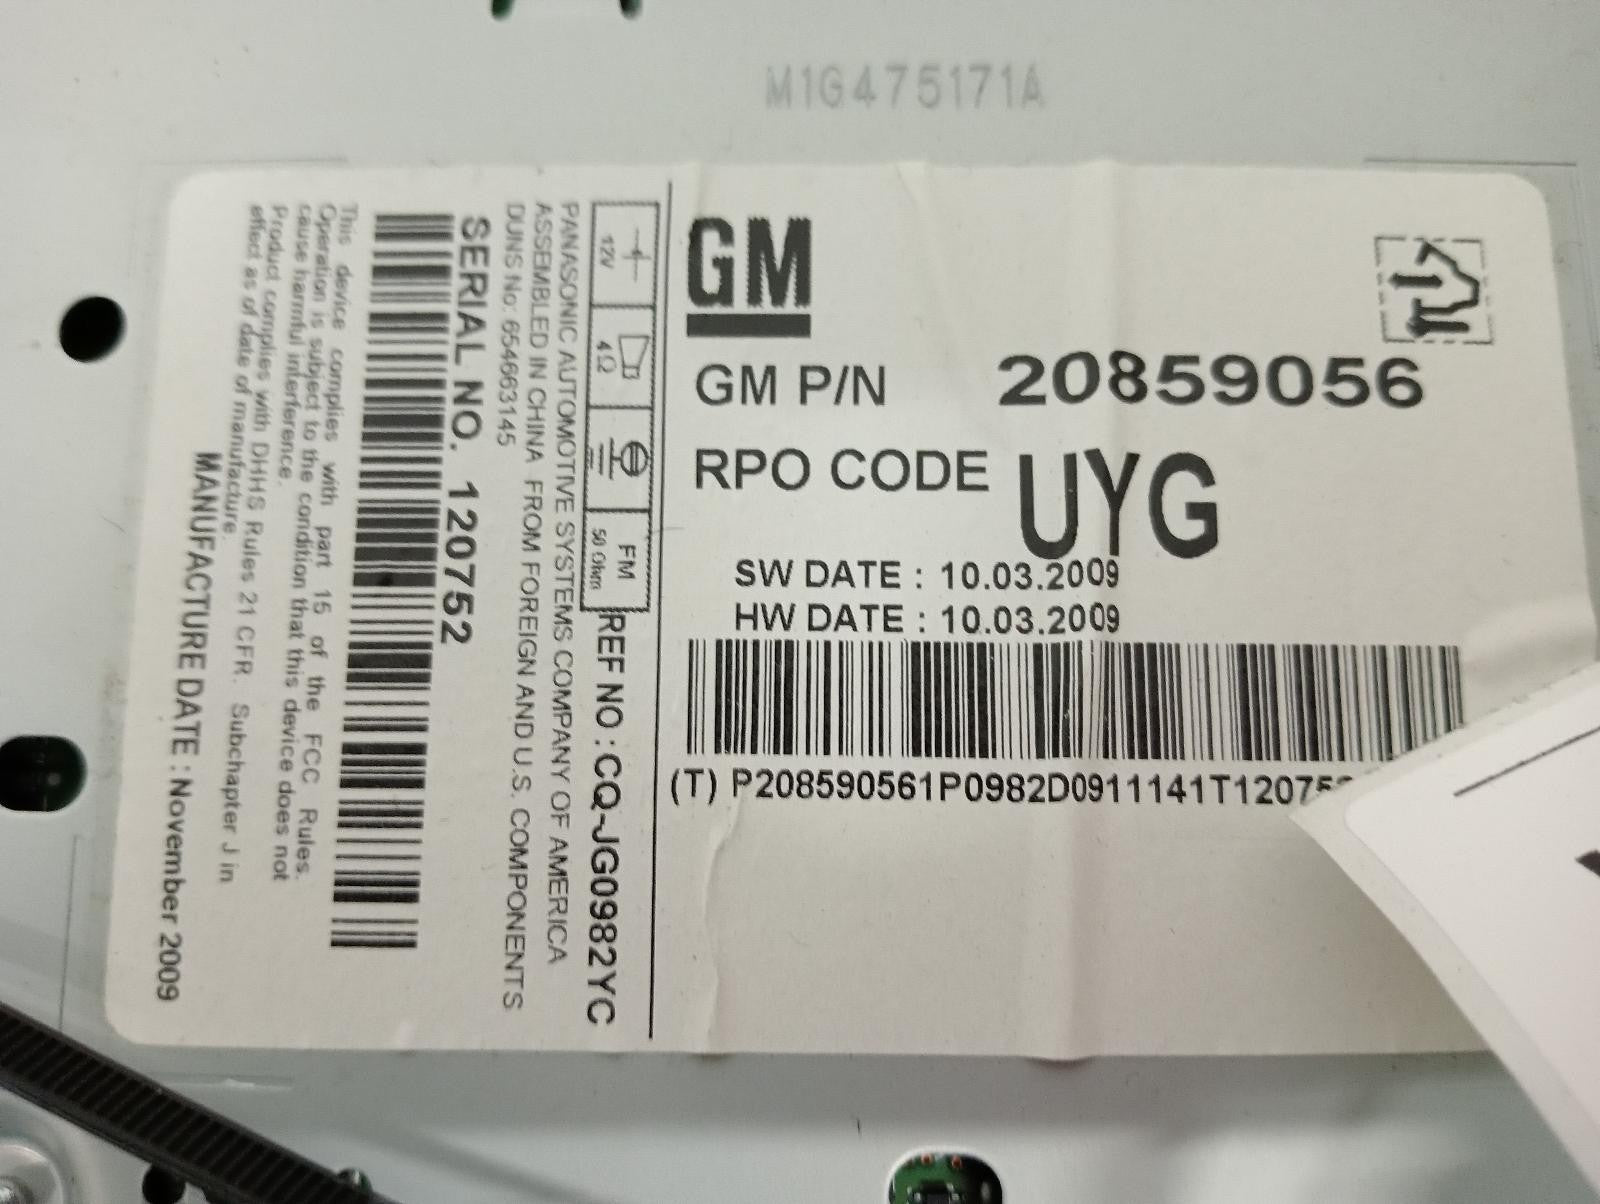 M1G475171A
GM
GM P/N 20859056
RPO CODE UYG
SW DATE : 10.03.2009
HW DATE : 10.03.2009
(T) P208590561P0982D0911141T12075
12V 4Ω FM 50 Ohm
REF NO : CQ-JG0982YC
PANASONIC AUTOMOTIVE SYSTEMS COMPANY OF AMERICA
ASSEMBLED IN CHINA FROM FOREIGN AND U.S. COMPONENTS
DUNS No: 654663145
SERIAL NO. 120752
This device complies with part 15 of the FCC Rules.
Operation is subject to the condition that this device does not
cause harmful interference.
Product complies with DHHS Rules 21 CFR. Subchapter J in
effect as of date of manufacture.
MANUFACTURE DATE : November 2009